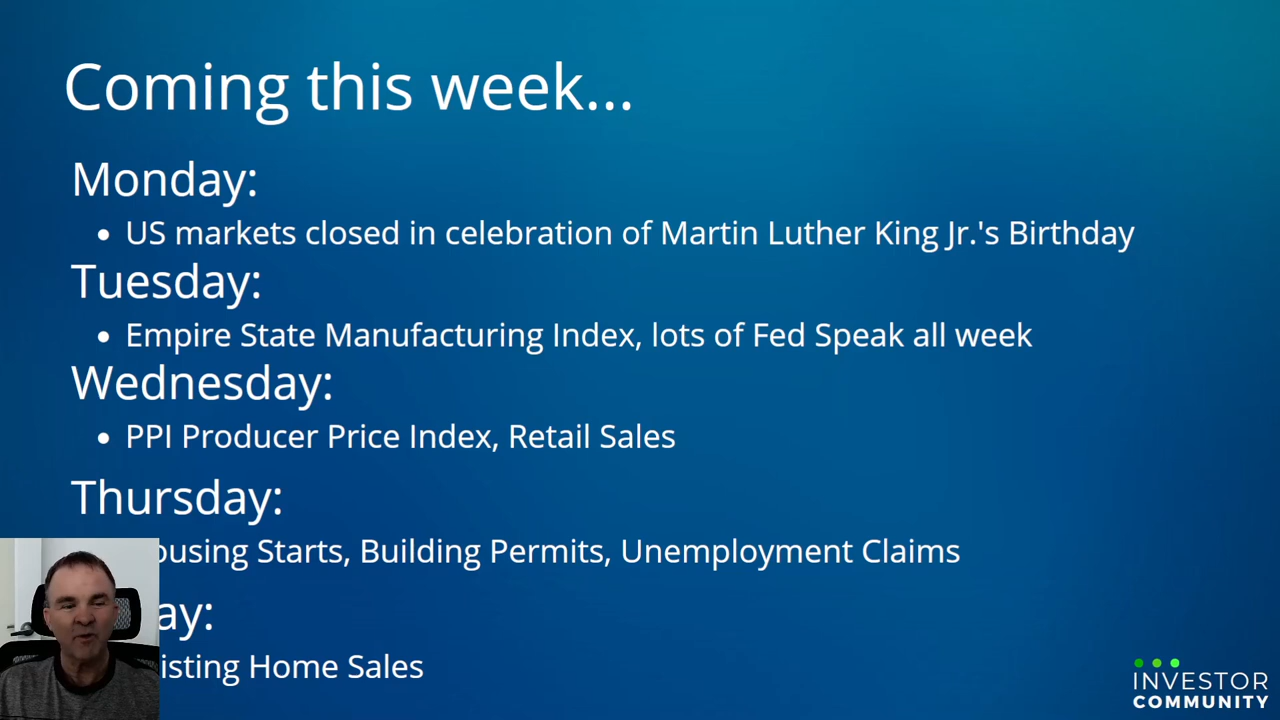 Coming this week...
Monday:
• US markets closed in celebration of Martin Luther King Jr.'s Birthday
Tuesday:
• Empire State Manufacturing Index, lots of Fed Speak all week
Wednesday:
• PPI Producer Price Index, Retail Sales
Thursday:
ousing Starts, Building Permits, Unemployment Claims
ay:
isting Home Sales
INVESTOR
COMMUNITY